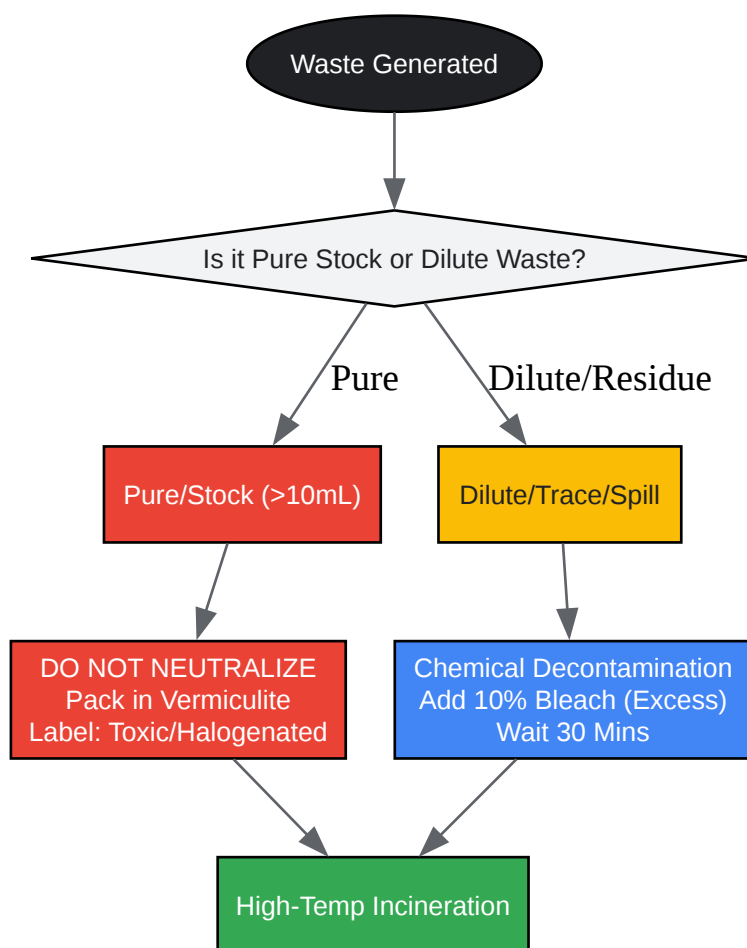 Waste Generated
Is it Pure Stock or Dilute Waste?
Pure
Dilute/Residue
Pure/Stock (>10mL)
Dilute/Trace/Spill
DO NOT NEUTRALIZE
Pack in Vermiculite
Label: Toxic/Halogenated
Chemical Decontamination
Add 10% Bleach (Excess)
Wait 30 Mins
High-Temp Incineration